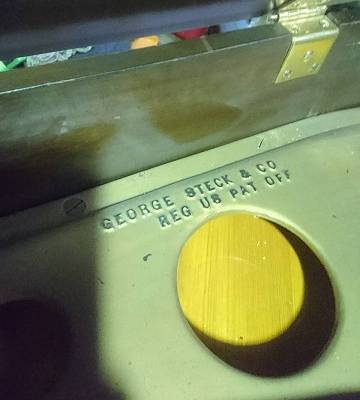 GEORGE STECK & CO
REG US PAT OFF